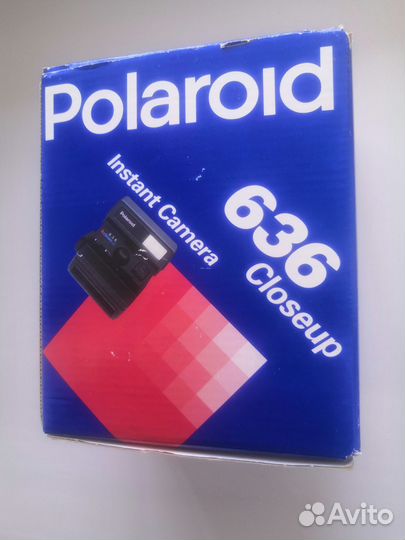 Polaroid
Instant Camera
636
Closeup
Polaroid
Avito